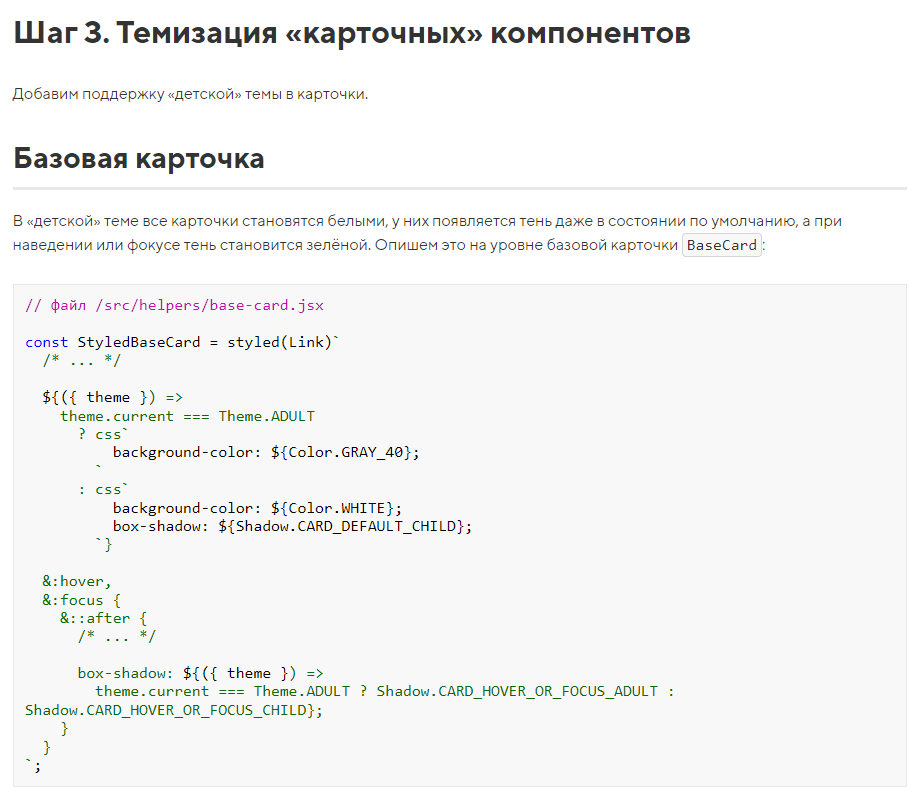 Шаг 3. Темизация «карточных» компонентов
Добавим поддержку «детской» темы в карточки.
Базовая карточка
В «детской» теме все карточки становятся белыми, у них появляется тень даже в состоянии по умолчанию, а при
наведении или фокусе тень становится зелёной. Опишем это на уровне базовой карточки BaseCard:
// файл /src/helpers/base-card.jsx
const StyledBaseCard = styled(Link)`
  /* ... */
  ${({ theme }) =>
    theme.current === Theme.ADULT
      ? css`
          background-color: ${Color.GRAY_40};
        `
      : css`
          background-color: ${Color.WHITE};
          box-shadow: ${Shadow.CARD_DEFAULT_CHILD};
        `}
  &:hover,
  &:focus {
    &::after {
      /* ... */
      box-shadow: ${({ theme }) =>
        theme.current === Theme.ADULT ? Shadow.CARD_HOVER_OR_FOCUS_ADULT :
Shadow.CARD_HOVER_OR_FOCUS_CHILD};
    }
  }
`;